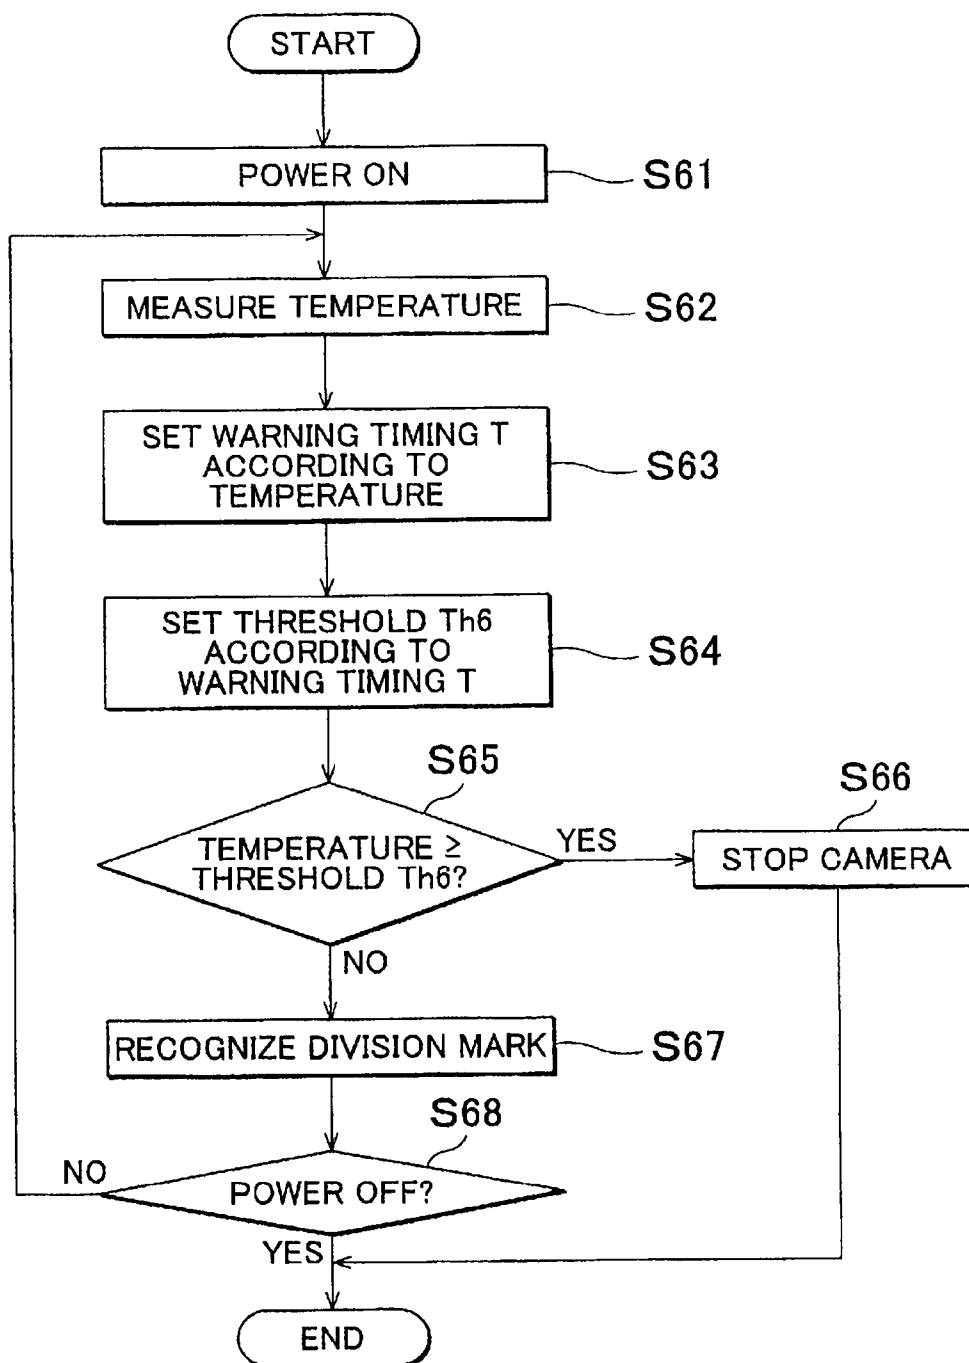 START
POWER ON
S61
MEASURE TEMPERATURE
S62
SET WARNING TIMING T
ACCORDING TO
TEMPERATURE
S63
SET THRESHOLD Th6
ACCORDING TO
WARNING TIMING T
S64
S65
TEMPERATURE ≥
THRESHOLD Th6?
YES
S66
STOP CAMERA
NO
RECOGNIZE DIVISION MARK
S67
S68
NO
POWER OFF?
YES
END